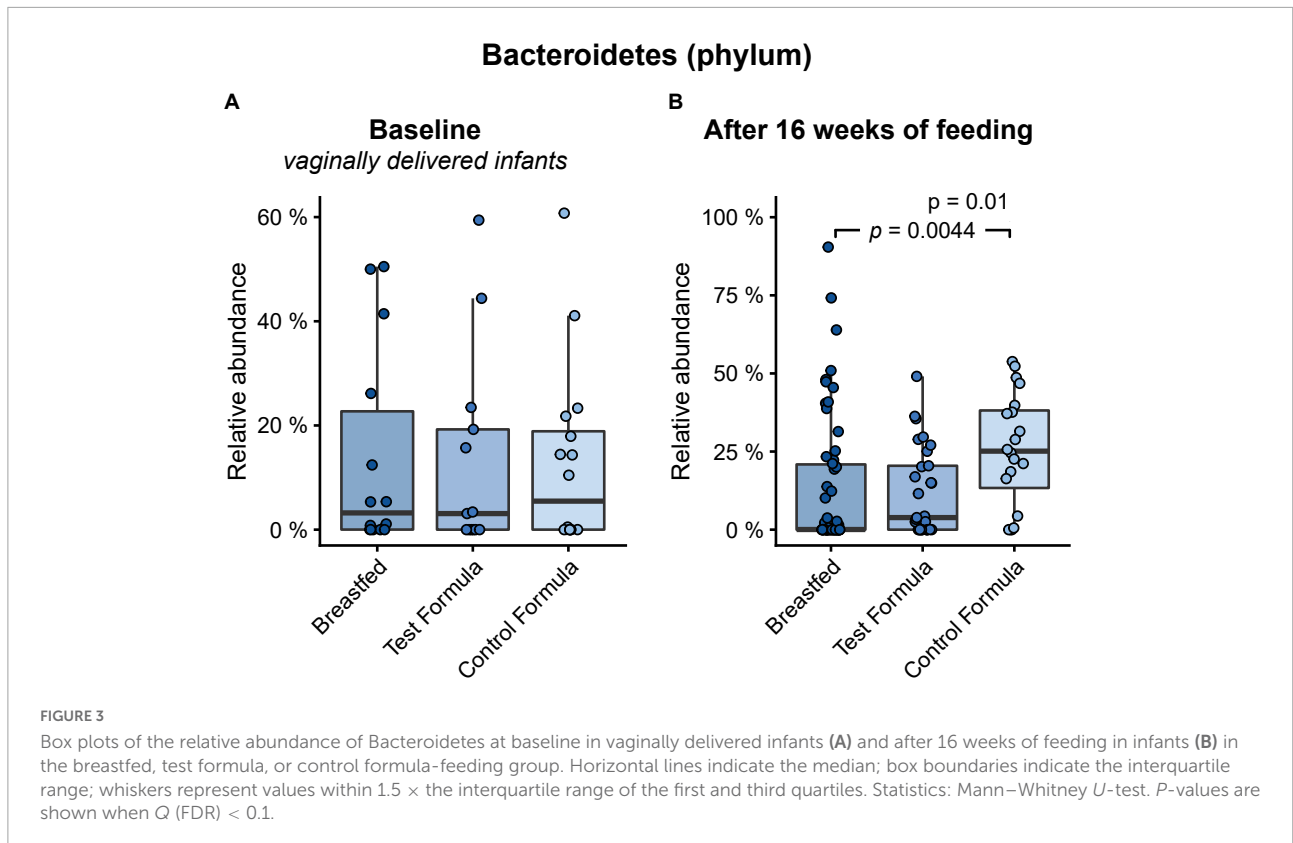 Bacteroidetes (phylum)
A
Baseline
vaginally delivered infants
60 %
40 %
20 %
0 %
Relative abundance
Breastfed
Test Formula
Control Formula
B
After 16 weeks of feeding
p = 0.01
p = 0.0044
100 %
75 %
50 %
25 %
0 %
Relative abundance
Breastfed
Test Formula
Control Formula
FIGURE 3
Box plots of the relative abundance of Bacteroidetes at baseline in vaginally delivered infants (A) and after 16 weeks of feeding in infants (B) in
the breastfed, test formula, or control formula-feeding group. Horizontal lines indicate the median; box boundaries indicate the interquartile
range; whiskers represent values within 1.5 × the interquartile range of the first and third quartiles. Statistics: Mann–Whitney U-test. P-values are
shown when Q (FDR) < 0.1.